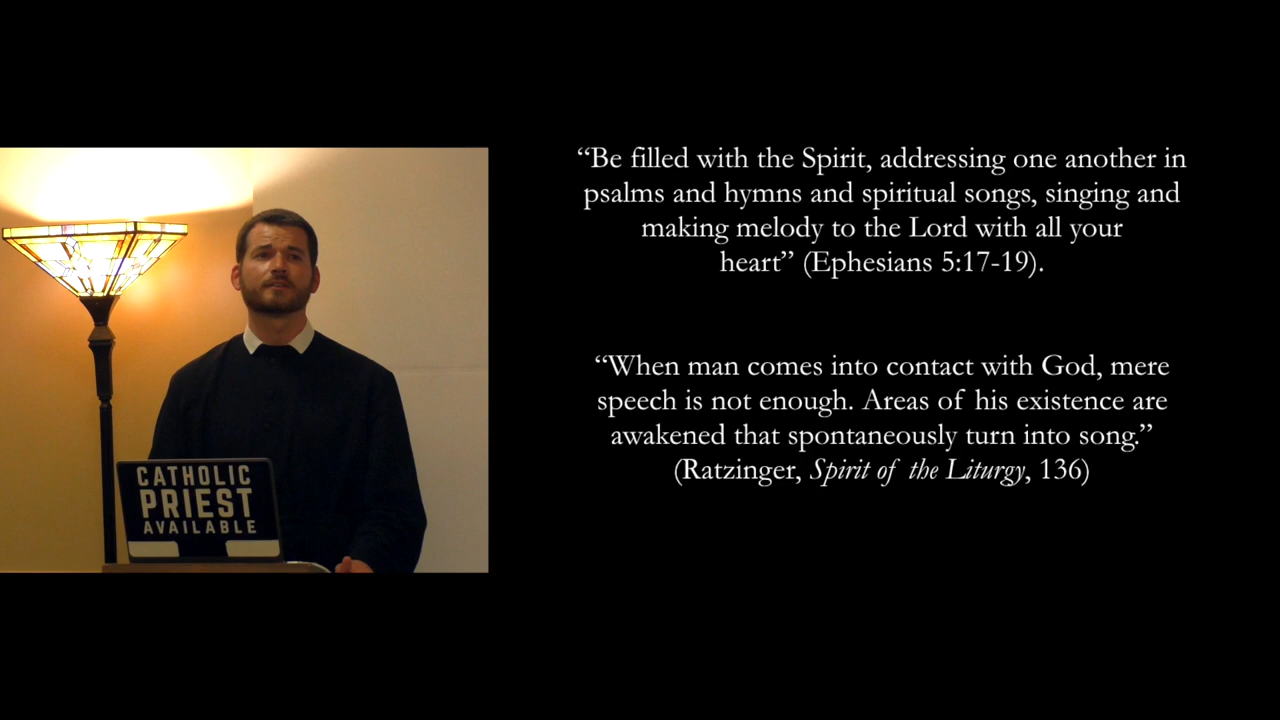 “Be filled with the Spirit, addressing one another in
psalms and hymns and spiritual songs, singing and
making melody to the Lord with all your
heart” (Ephesians 5:17-19).
“When man comes into contact with God, mere
speech is not enough. Areas of his existence are
awakened that spontaneously turn into song.”
(Ratzinger, Spirit of the Liturgy, 136)
CATHOLIC
PRIEST
AVAILABLE